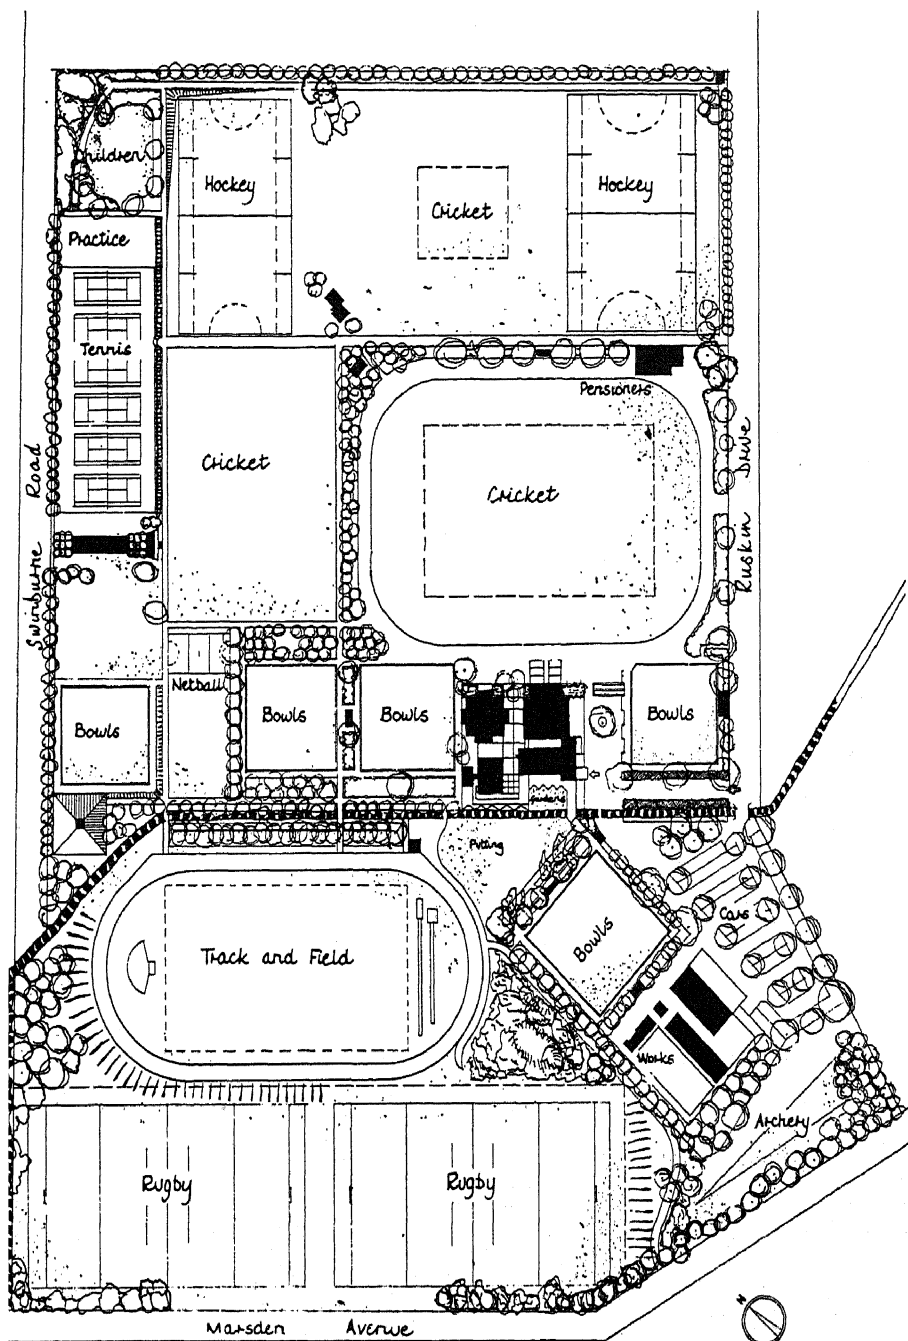 Children
Hockey
Hockey
Cricket
Practice
Tennis
Pensioners
Cricket
Cricket
Swinburne Road
Ruskin Drive
Netball
Bowls
Bowls
Bowls
Bowls
Gardens
Putting
Cars
Bowls
Track and Field
Works
Archery
Rugby
Rugby
N
Marsden Avenue